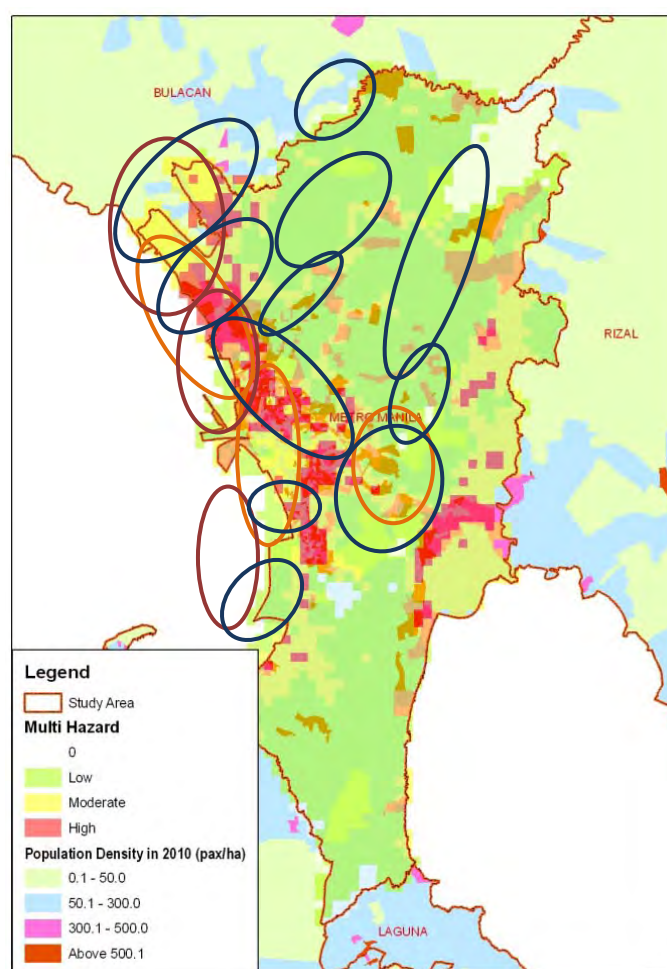 BULACAN
RIZAL
METRO MANILA
Legend
Study Area
Multi Hazard
0
Low
Moderate
High
Population Density in 2010 (pax/ha)
0.1 - 50.0
50.1 - 300.0
300.1 - 500.0
Above 500.1
LAGUNA